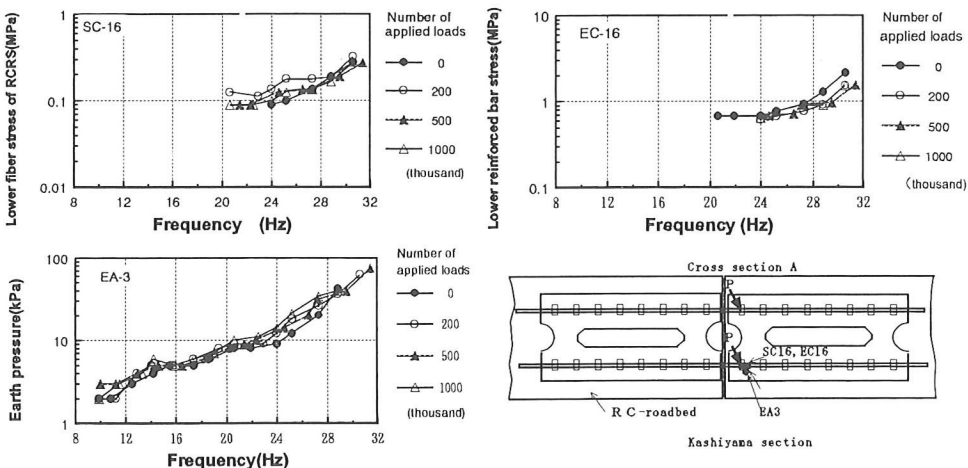 SC-16
Lower fiber stress of RCRS(MPa)
1
0.1
0.01
8 12 16 20 24 28 32
Frequency (Hz)
Number of
applied loads
0
200
500
1000
(thousand)
EC-16
Lower reinforced bar stress(MPa)
10
1
0.1
8 12 16 20 24 28 32
Frequency (Hz)
Number of
applied loads
0
200
500
1000
(thousand)
EA-3
Earth pressure(kPa)
100
10
1
8 12 16 20 24 28 32
Frequency(Hz)
Number of
applied loads
0
200
500
1000
(thousand)
Cross section A
P
P
SC16, EC16
RC-roadbed
EA3
Kashiyama section